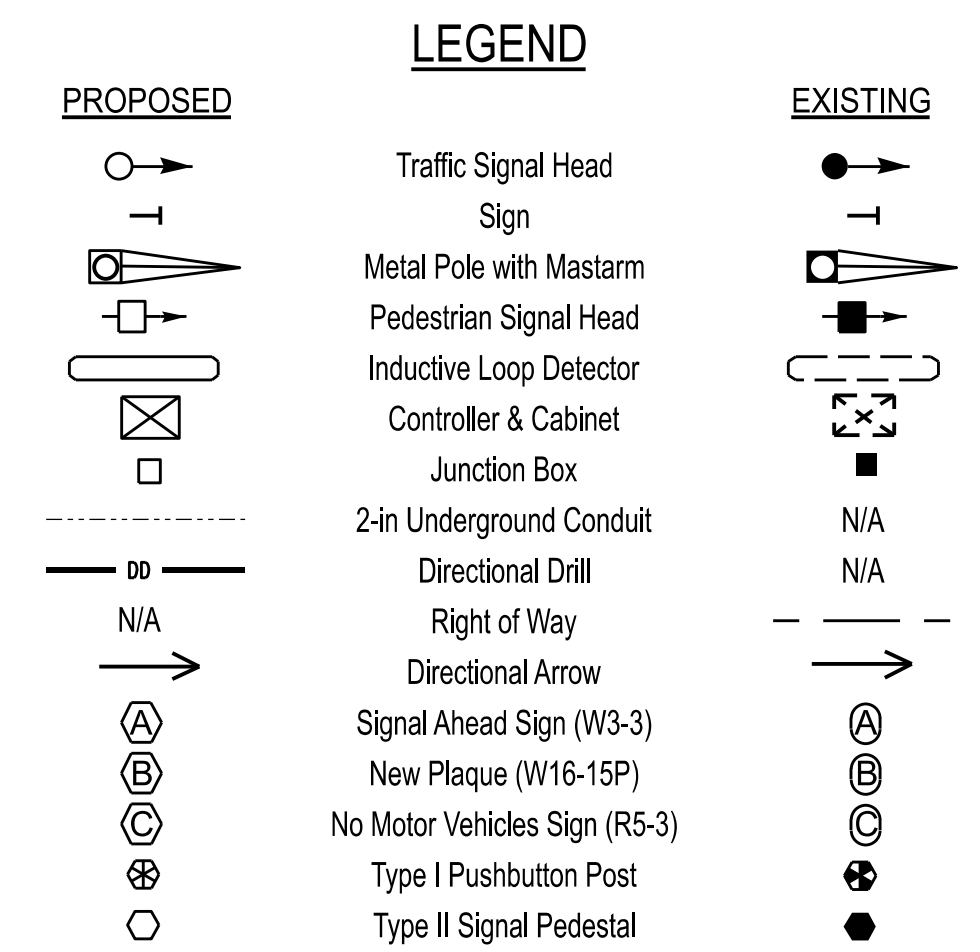 LEGEND
PROPOSED EXISTING
Traffic Signal Head
Sign
Metal Pole with Mastarm
Pedestrian Signal Head
Inductive Loop Detector
Controller & Cabinet
Junction Box
2-in Underground Conduit N/A
DD Directional Drill N/A
N/A Right of Way
Directional Arrow
A Signal Ahead Sign (W3-3) A
B New Plaque (W16-15P) B
C No Motor Vehicles Sign (R5-3) C
Type I Pushbutton Post
Type II Signal Pedestal